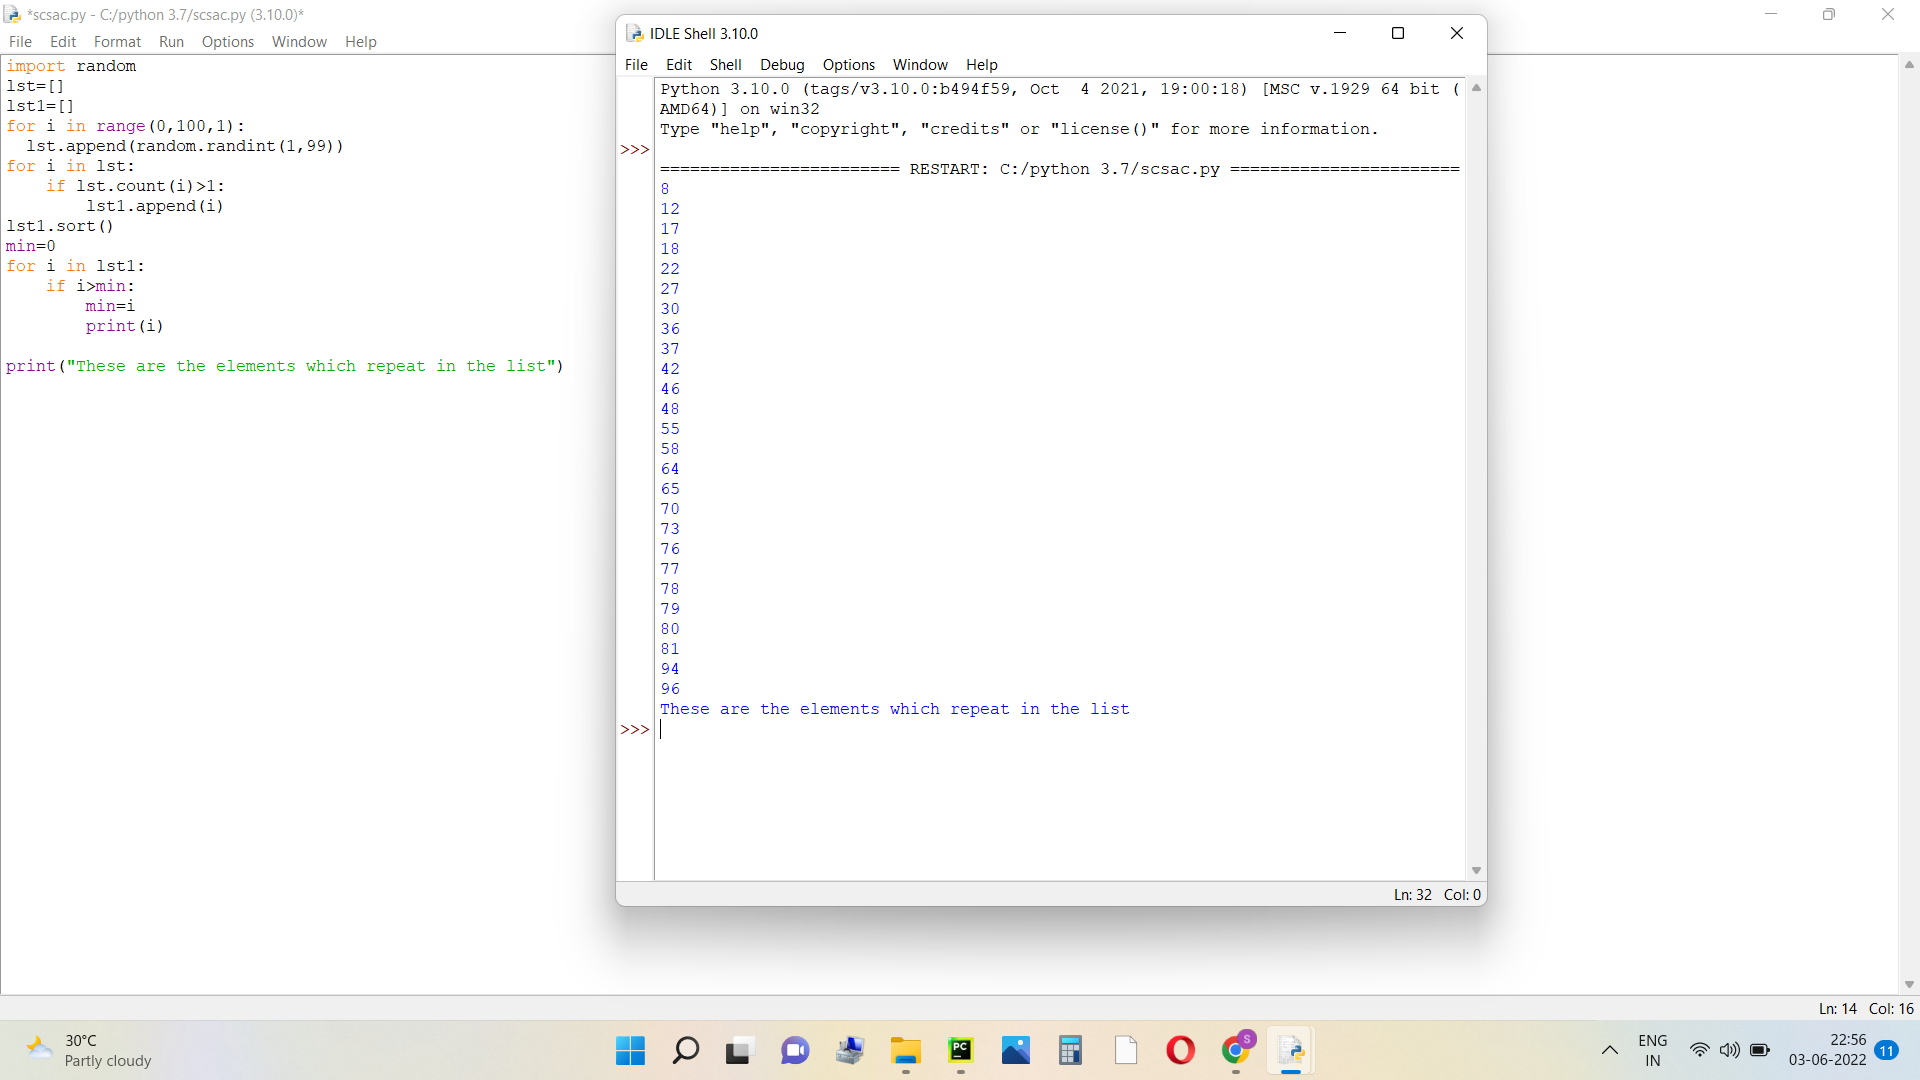 *scsac.py - C:/python 3.7/scsac.py (3.10.0)*
File Edit Format Run Options Window Help
import random
lst=[]
lst1=[]
for i in range(0,100,1):
  lst.append(random.randint(1,99))
for i in lst:
    if lst.count(i)>1:
        lst1.append(i)
lst1.sort()
min=0
for i in lst1:
    if i>min:
        min=i
        print(i)
print("These are the elements which repeat in the list")
IDLE Shell 3.10.0
File Edit Shell Debug Options Window Help
Python 3.10.0 (tags/v3.10.0:b494f59, Oct  4 2021, 19:00:18) [MSC v.1929 64 bit (
AMD64)] on win32
Type "help", "copyright", "credits" or "license()" for more information.
>>>
======================== RESTART: C:/python 3.7/scsac.py =======================
8
12
17
18
22
27
30
36
37
42
46
48
55
58
64
65
70
73
76
77
78
79
80
81
94
96
These are the elements which repeat in the list
>>>
Ln: 32 Col: 0
Ln: 14 Col: 16
30°C
Partly cloudy
PC
S
ENG
IN
22:56
03-06-2022
11